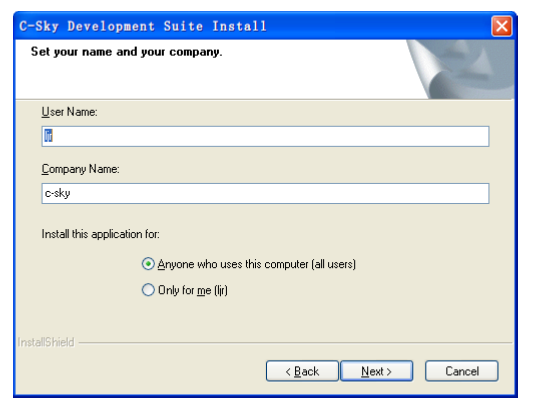 C-Sky Development Suite Install
Set your name and your company.
User Name:
ljr
Company Name:
c-sky
Install this application for:
Anyone who uses this computer (all users)
Only for me (ljr)
InstallShield
< Back
Next >
Cancel